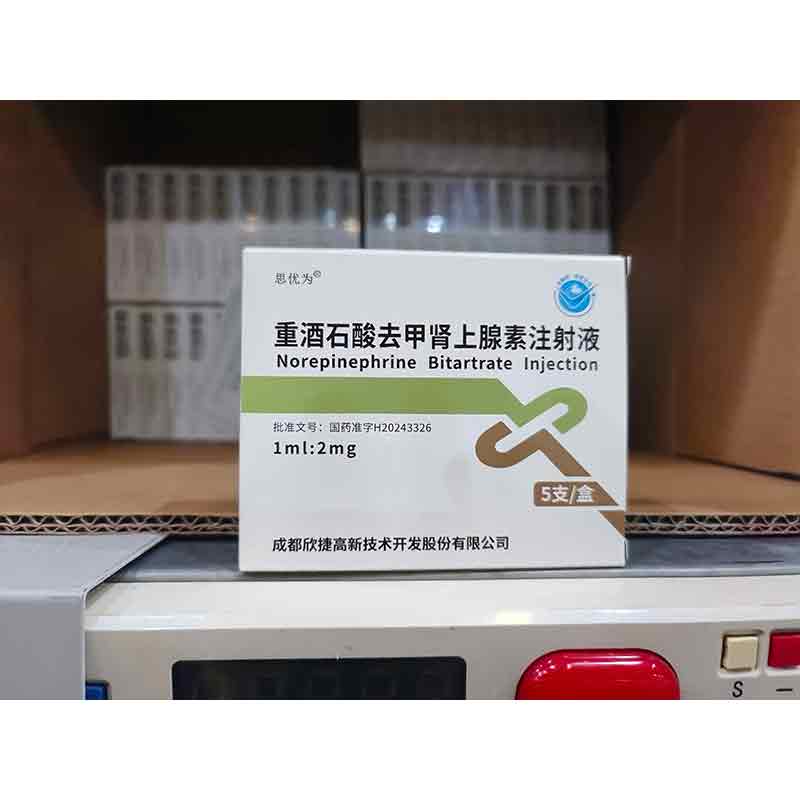 思优为®
重酒石酸去甲肾上腺素注射液
Norepinephrine Bitartrate Injection
批准文号：国药准字H20243326
1ml:2mg
5支/盒
成都欣捷高新技术开发股份有限公司
S